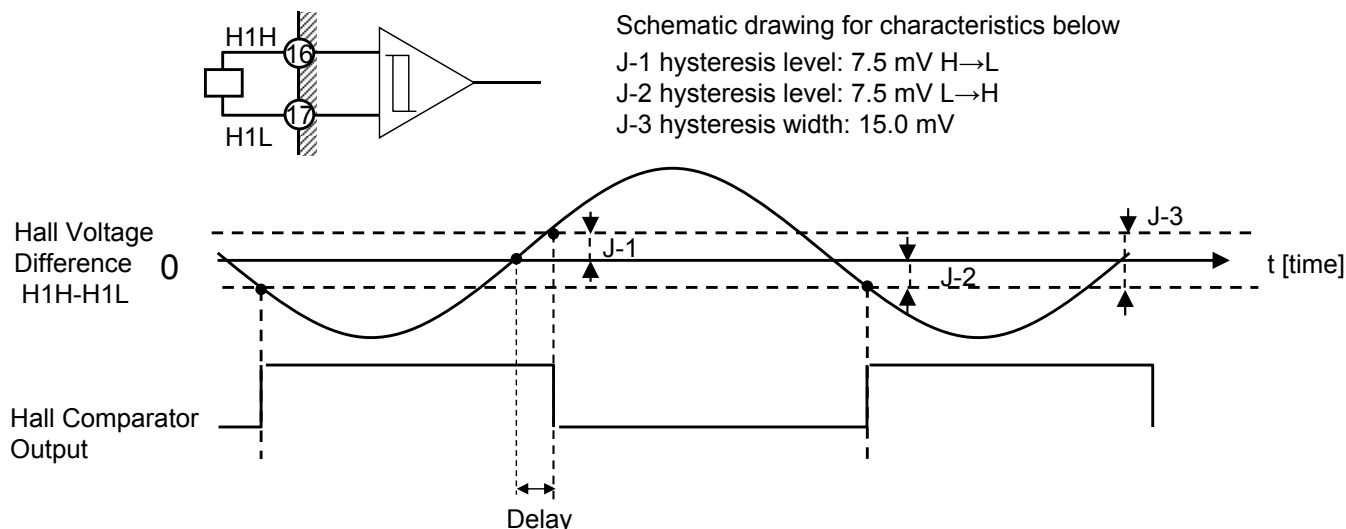 H1H
16
17
H1L
Schematic drawing for characteristics below
J-1 hysteresis level: 7.5 mV H→L
J-2 hysteresis level: 7.5 mV L→H
J-3 hysteresis width: 15.0 mV
Hall Voltage
Difference
H1H-H1L
0
J-1
J-2
J-3
t [time]
Hall Comparator
Output
Delay